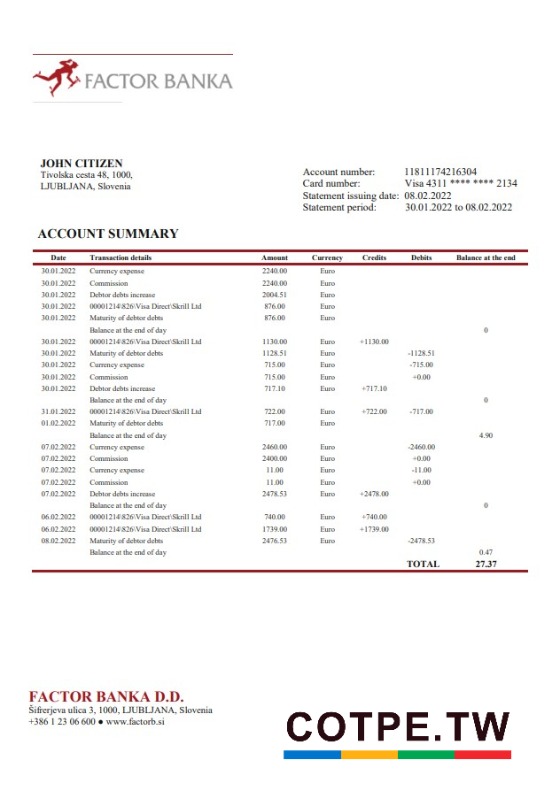 FACTOR BANKA
JOHN CITIZEN
Tivolska cesta 48, 1000,
LJUBLJANA, Slovenia
Account number: 11811174216304
Card number: Visa 4311 **** **** 2134
Statement issuing date: 08.02.2022
Statement period: 30.01.2022 to 08.02.2022
ACCOUNT SUMMARY
Date Transaction details Amount Currency Credits Debits Balance at the end
30.01.2022 Currency expense 2240.00 Euro
30.01.2022 Commission 2240.00 Euro
30.01.2022 Debtor debts increase 2004.51 Euro
30.01.2022 00001214\826\Visa Direct\Skrill Ltd 876.00 Euro
30.01.2022 Maturity of debtor debts 876.00 Euro
Balance at the end of day 0
30.01.2022 00001214\826\Visa Direct\Skrill Ltd 1130.00 Euro +1130.00
30.01.2022 Maturity of debtor debts 1128.51 Euro -1128.51
30.01.2022 Currency expense 715.00 Euro -715.00
30.01.2022 Commission 715.00 Euro +0.00
30.01.2022 Debtor debts increase 717.10 Euro +717.10
Balance at the end of day 0
31.01.2022 00001214\826\Visa Direct\Skrill Ltd 722.00 Euro +722.00 -717.00
01.02.2022 Maturity of debtor debts 717.00 Euro
Balance at the end of day 4.90
07.02.2022 Currency expense 2460.00 Euro -2460.00
07.02.2022 Commission 2400.00 Euro +0.00
07.02.2022 Currency expense 11.00 Euro -11.00
07.02.2022 Commission 11.00 Euro +0.00
07.02.2022 Debtor debts increase 2478.53 Euro +2478.00
Balance at the end of day 0
06.02.2022 00001214\826\Visa Direct\Skrill Ltd 740.00 Euro +740.00
06.02.2022 00001214\826\Visa Direct\Skrill Ltd 1739.00 Euro +1739.00
08.02.2022 Maturity of debtor debts 2476.53 Euro -2478.53
Balance at the end of day 0.47
TOTAL 27.37
FACTOR BANKA D.D.
Šifrerjeva ulica 3, 1000, LJUBLJANA, Slovenia
+386 1 23 06 600 ● www.factorb.si
COTPE.TW